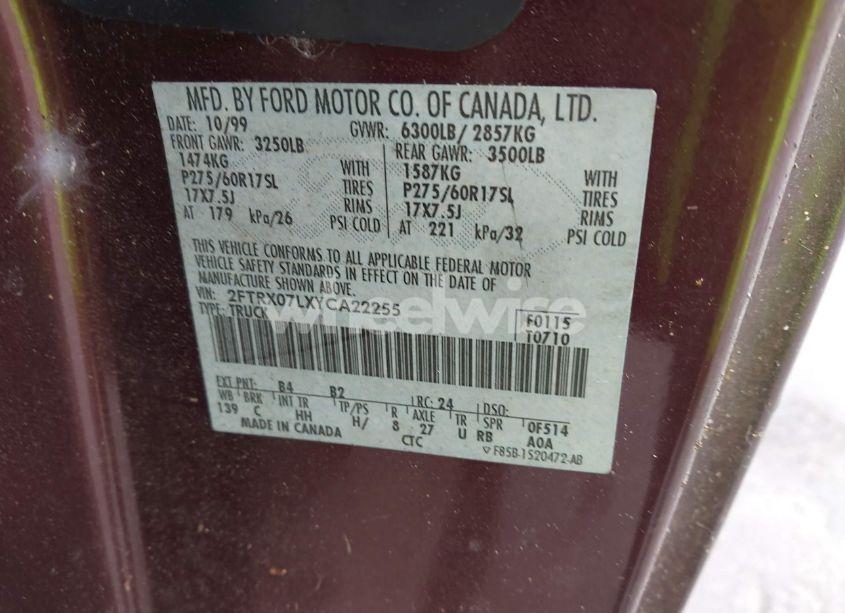 MFD. BY FORD MOTOR CO. OF CANADA, LTD.
DATE: 10/99 GVWR: 6300LB/ 2857KG
FRONT GAWR: 3250LB REAR GAWR: 3500LB
1474KG WITH 1587KG WITH
P275/60R17SL TIRES P275/60R17SL TIRES
17X7.5J RIMS 17X7.5J RIMS
AT 179 kPa/26 PSI COLD AT 221 kPa/32 PSI COLD
THIS VEHICLE CONFORMS TO ALL APPLICABLE FEDERAL MOTOR
VEHICLE SAFETY STANDARDS IN EFFECT ON THE DATE OF
MANUFACTURE SHOWN ABOVE.
VIN: 2FTRX07LXYCA22255
TYPE: TRUCK
F0115
T0710
wheelwise
EXT PNT: B4 B2 RC: 24 DSO:
WB BRK INT TR TP/PS R AXLE TR SPR 0F514
139 C HH H/ 8 27 U RB A0A
MADE IN CANADA CTC F85B-1520472-AB